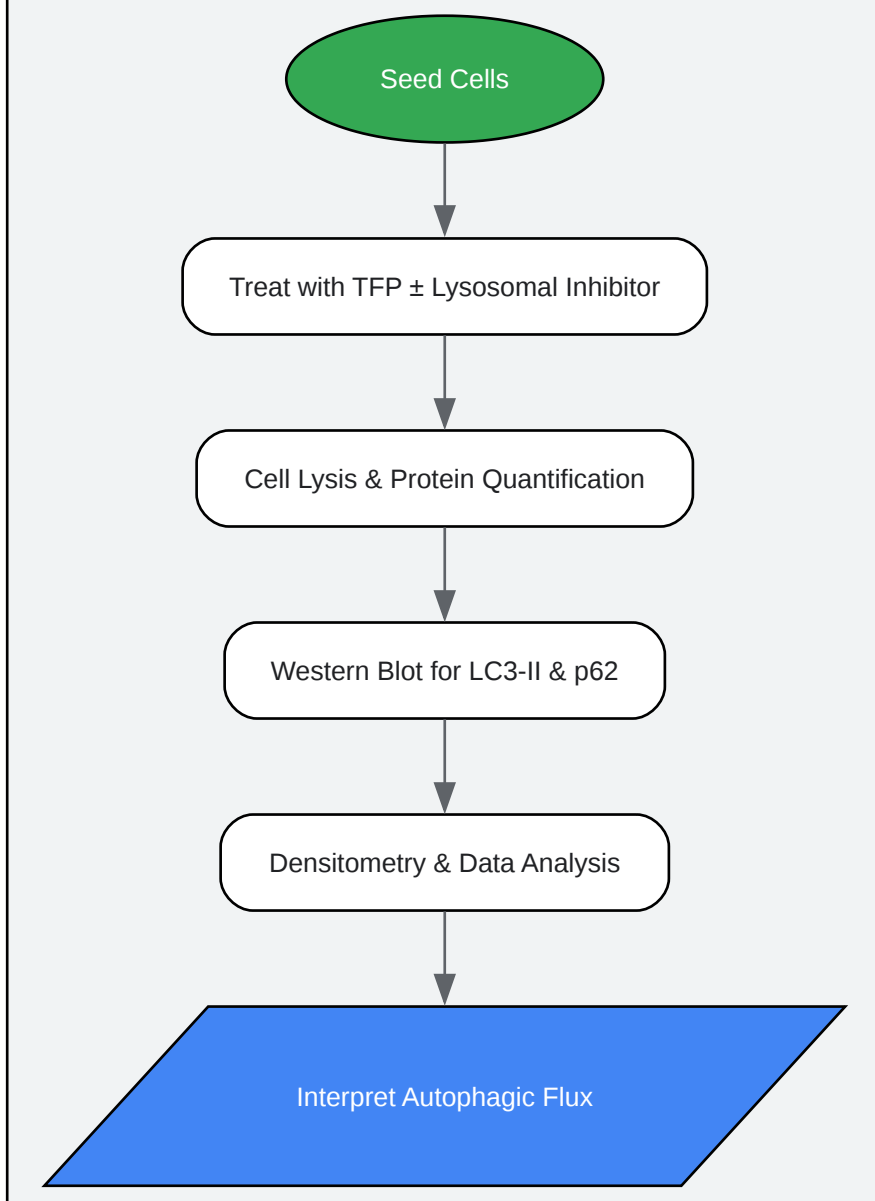 Seed Cells
Treat with TFP ± Lysosomal Inhibitor
Cell Lysis & Protein Quantification
Western Blot for LC3-II & p62
Densitometry & Data Analysis
Interpret Autophagic Flux